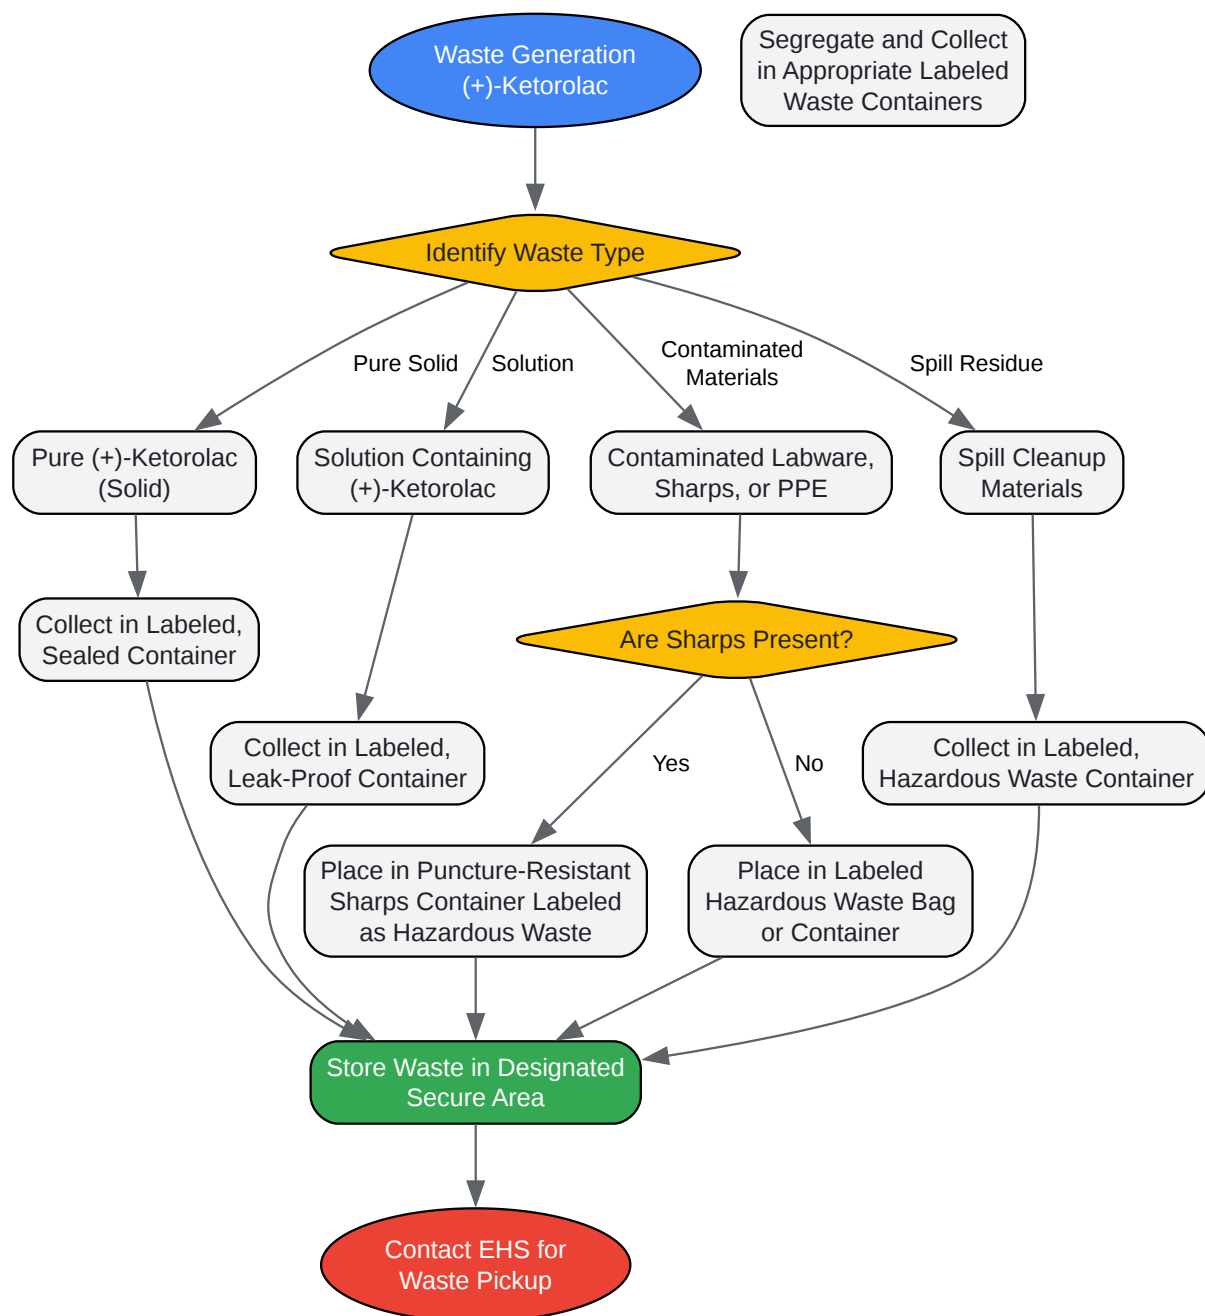 Waste Generation
(+)-Ketorolac
Segregate and Collect
in Appropriate Labeled
Waste Containers
Identify Waste Type
Pure Solid
Solution
Contaminated
Materials
Spill Residue
Pure (+)-Ketorolac
(Solid)
Solution Containing
(+)-Ketorolac
Contaminated Labware,
Sharps, or PPE
Spill Cleanup
Materials
Collect in Labeled,
Sealed Container
Are Sharps Present?
Collect in Labeled,
Leak-Proof Container
Yes
No
Collect in Labeled,
Hazardous Waste Container
Place in Puncture-Resistant
Sharps Container Labeled
as Hazardous Waste
Place in Labeled
Hazardous Waste Bag
or Container
Store Waste in Designated
Secure Area
Contact EHS for
Waste Pickup